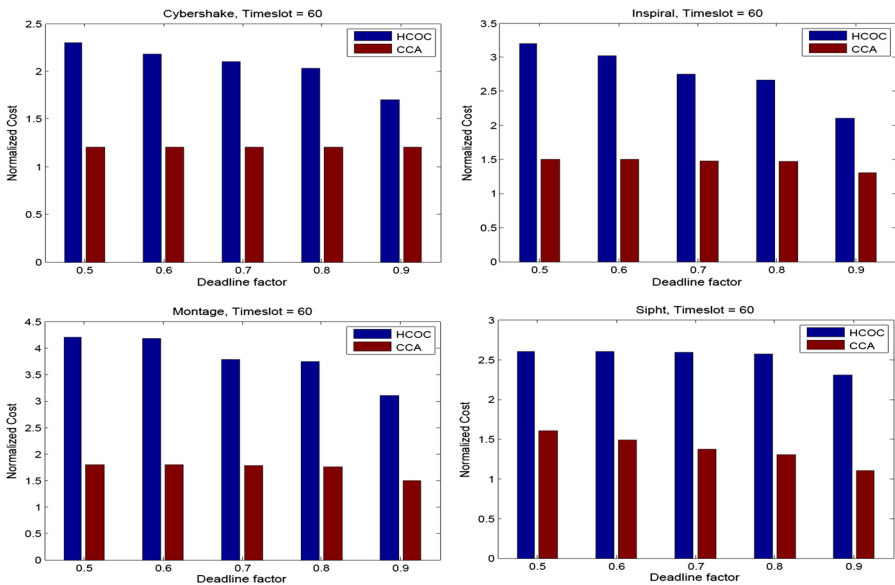 Cybershake, Timeslot = 60
Normalized Cost
2.5
2
1.5
1
0.5
0
HCOC
CCA
0.5 0.6 0.7 0.8 0.9
Deadline factor
Inspiral, Timeslot = 60
Normalized Cost
3.5
3
2.5
2
1.5
1
0.5
0
HCOC
CCA
0.5 0.6 0.7 0.8 0.9
Deadline factor
Montage, Timeslot = 60
Normalized Cost
4.5
4
3.5
3
2.5
2
1.5
1
0.5
0
HCOC
CCA
0.5 0.6 0.7 0.8 0.9
Deadline factor
Sipht, Timeslot = 60
Normalized Cost
3
2.5
2
1.5
1
0.5
0
HCOC
CCA
0.5 0.6 0.7 0.8 0.9
Deadline factor